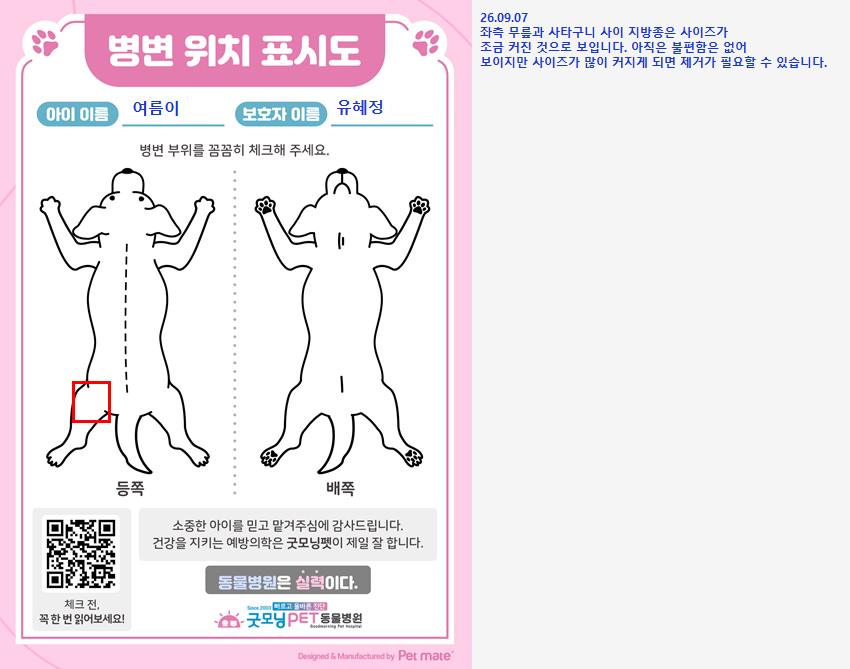 병변 위치 표시도
아이 이름 여름이 보호자 이름 유혜정
병변 부위를 꼼꼼히 체크해 주세요.
등쪽 배쪽
체크 전,
꼭 한 번 읽어보세요!
소중한 아이를 믿고 맡겨주심에 감사드립니다.
건강을 지키는 예방의학은 굿모닝펫이 제일 잘 합니다.
동물병원은 실력이다.
Since 2003 빠르고 올바른 진단
굿모닝PET동물병원
Goodmorning Pet Hospital
Designed & Manufactured by Pet mate
26.09.07
좌측 무릎과 사타구니 사이 지방종은 사이즈가
조금 커진 것으로 보입니다. 아직은 불편함은 없어
보이지만 사이즈가 많이 커지게 되면 제거가 필요할 수 있습니다.